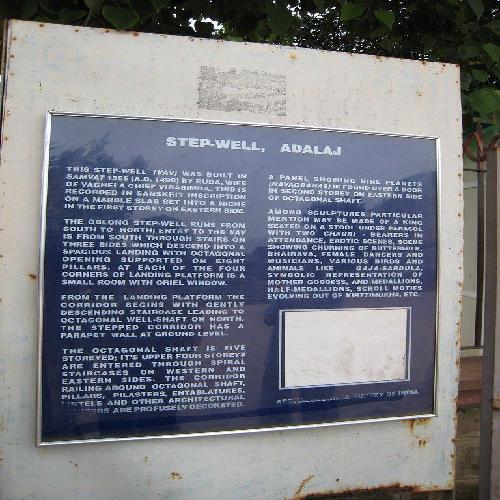 STEP-WELL, ADALAJ
THIS STEP-WELL (VAV) WAS BUILT IN
SAMVAT 1555 (A.D. 1498) BY RUDA, WIFE
OF VAGHELA CHIEF VIRASIMHA. THIS IS
RECORDED IN SANSKRIT INSCRIPTION
ON A MARBLE SLAB SET INTO A NICHE
IN THE FIRST STOREY ON EASTERN SIDE.
THE OBLONG STEP-WELL RUNS FROM
SOUTH TO NORTH; ENTRY TO THE VAV
IS FROM SOUTH THROUGH STAIRS ON
THREE SIDES WHICH DESCEND INTO A
SPACIOUS LANDING WITH OCTAGONAL
OPENING SUPPORTED ON EIGHT
PILLARS. AT EACH OF THE FOUR
CORNERS OF LANDING PLATFORM IS A
SMALL ROOM WITH ORIEL WINDOW.
FROM THE LANDING PLATFORM THE
CORRIDOR BEGINS WITH GENTLY
DESCENDING STAIRCASE LEADING TO
OCTAGONAL WELL-SHAFT ON NORTH.
THE STEPPED CORRIDOR HAS A
PARAPET WALL AT GROUND LEVEL.
THE OCTAGONAL SHAFT IS FIVE
STOREYED; IT'S UPPER FOUR STOREYS
ARE ENTERED THROUGH SPIRAL
STAIRCASES ON WESTERN AND
EASTERN SIDES. THE CORRIDOR
RAILING AROUND OCTAGONAL SHAFT,
PILLARS, PILASTERS, ENTABLATURES,
LINTELS AND OTHER ARCHITECTURAL
ARE PROFUSELY DECORATED.
A PANEL SHOWING NINE PLANETS
(NAVAGRAHAS) IS FOUND OVER A DOOR
IN SECOND STOREY ON EASTERN SIDE
OF OCTAGONAL SHAFT.
AMONG SCULPTURES PARTICULAR
MENTION MAY BE MADE OF A KING
SEATED ON A STOOL UNDER PARASOL
WITH TWO CHAURI - BEARERS IN
ATTENDANCE, EROTIC SCENES, SCENE
SHOWING CHURNING OF BUTTERMILK,
BHAIRAVA, FEMALE DANCERS AND
MUSICIANS, VARIOUS BIRDS AND
ANIMALS LIKE GAJA-SARDULA,
SYMBOLIC REPRESENTATION OF
MOTHER GODDESS, AND MEDALLIONS,
HALF-MEDALLIONS, SCROLL MOTIFS
EVOLVING OUT OF KIRTIMUKHA, ETC.
SURVEY OF INDIA